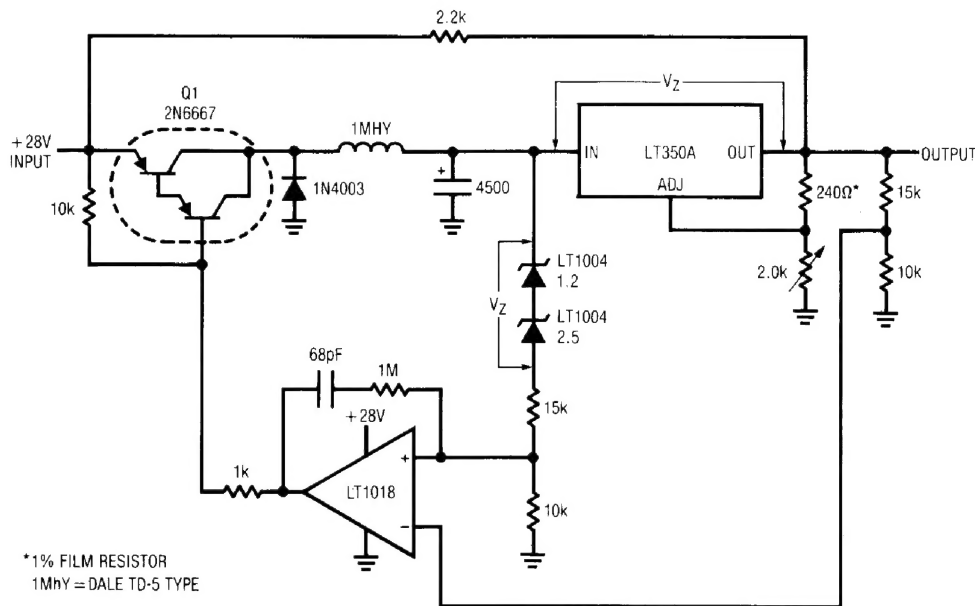 2.2k
Q1
2N6667
+28V
INPUT
1MHY
VZ
IN
LT350A
OUT
ADJ
OUTPUT
10k
1N4003
+
4500
240Ω*
15k
2.0k
10k
LT1004
1.2
VZ
LT1004
2.5
68pF
1M
+28V
15k
1k
+
LT1018
−
10k
*1% FILM RESISTOR
1MhY = DALE TD-5 TYPE